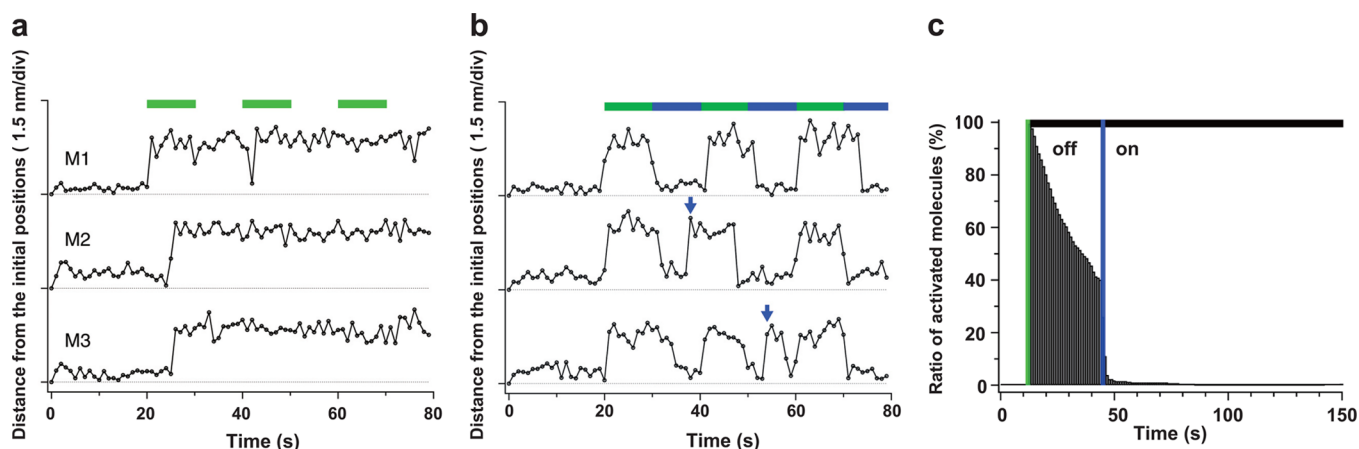 a
Distance from the initial positions ( 1.5 nm/div)
M1
M2
M3
0 20 40 60 80
Time (s)
b
Distance from the initial positions ( 1.5 nm/div)
0 20 40 60 80
Time (s)
c
Ratio of activated molecules (%)
100
80
60
40
20
0
off on
0 50 100 150
Time (s)